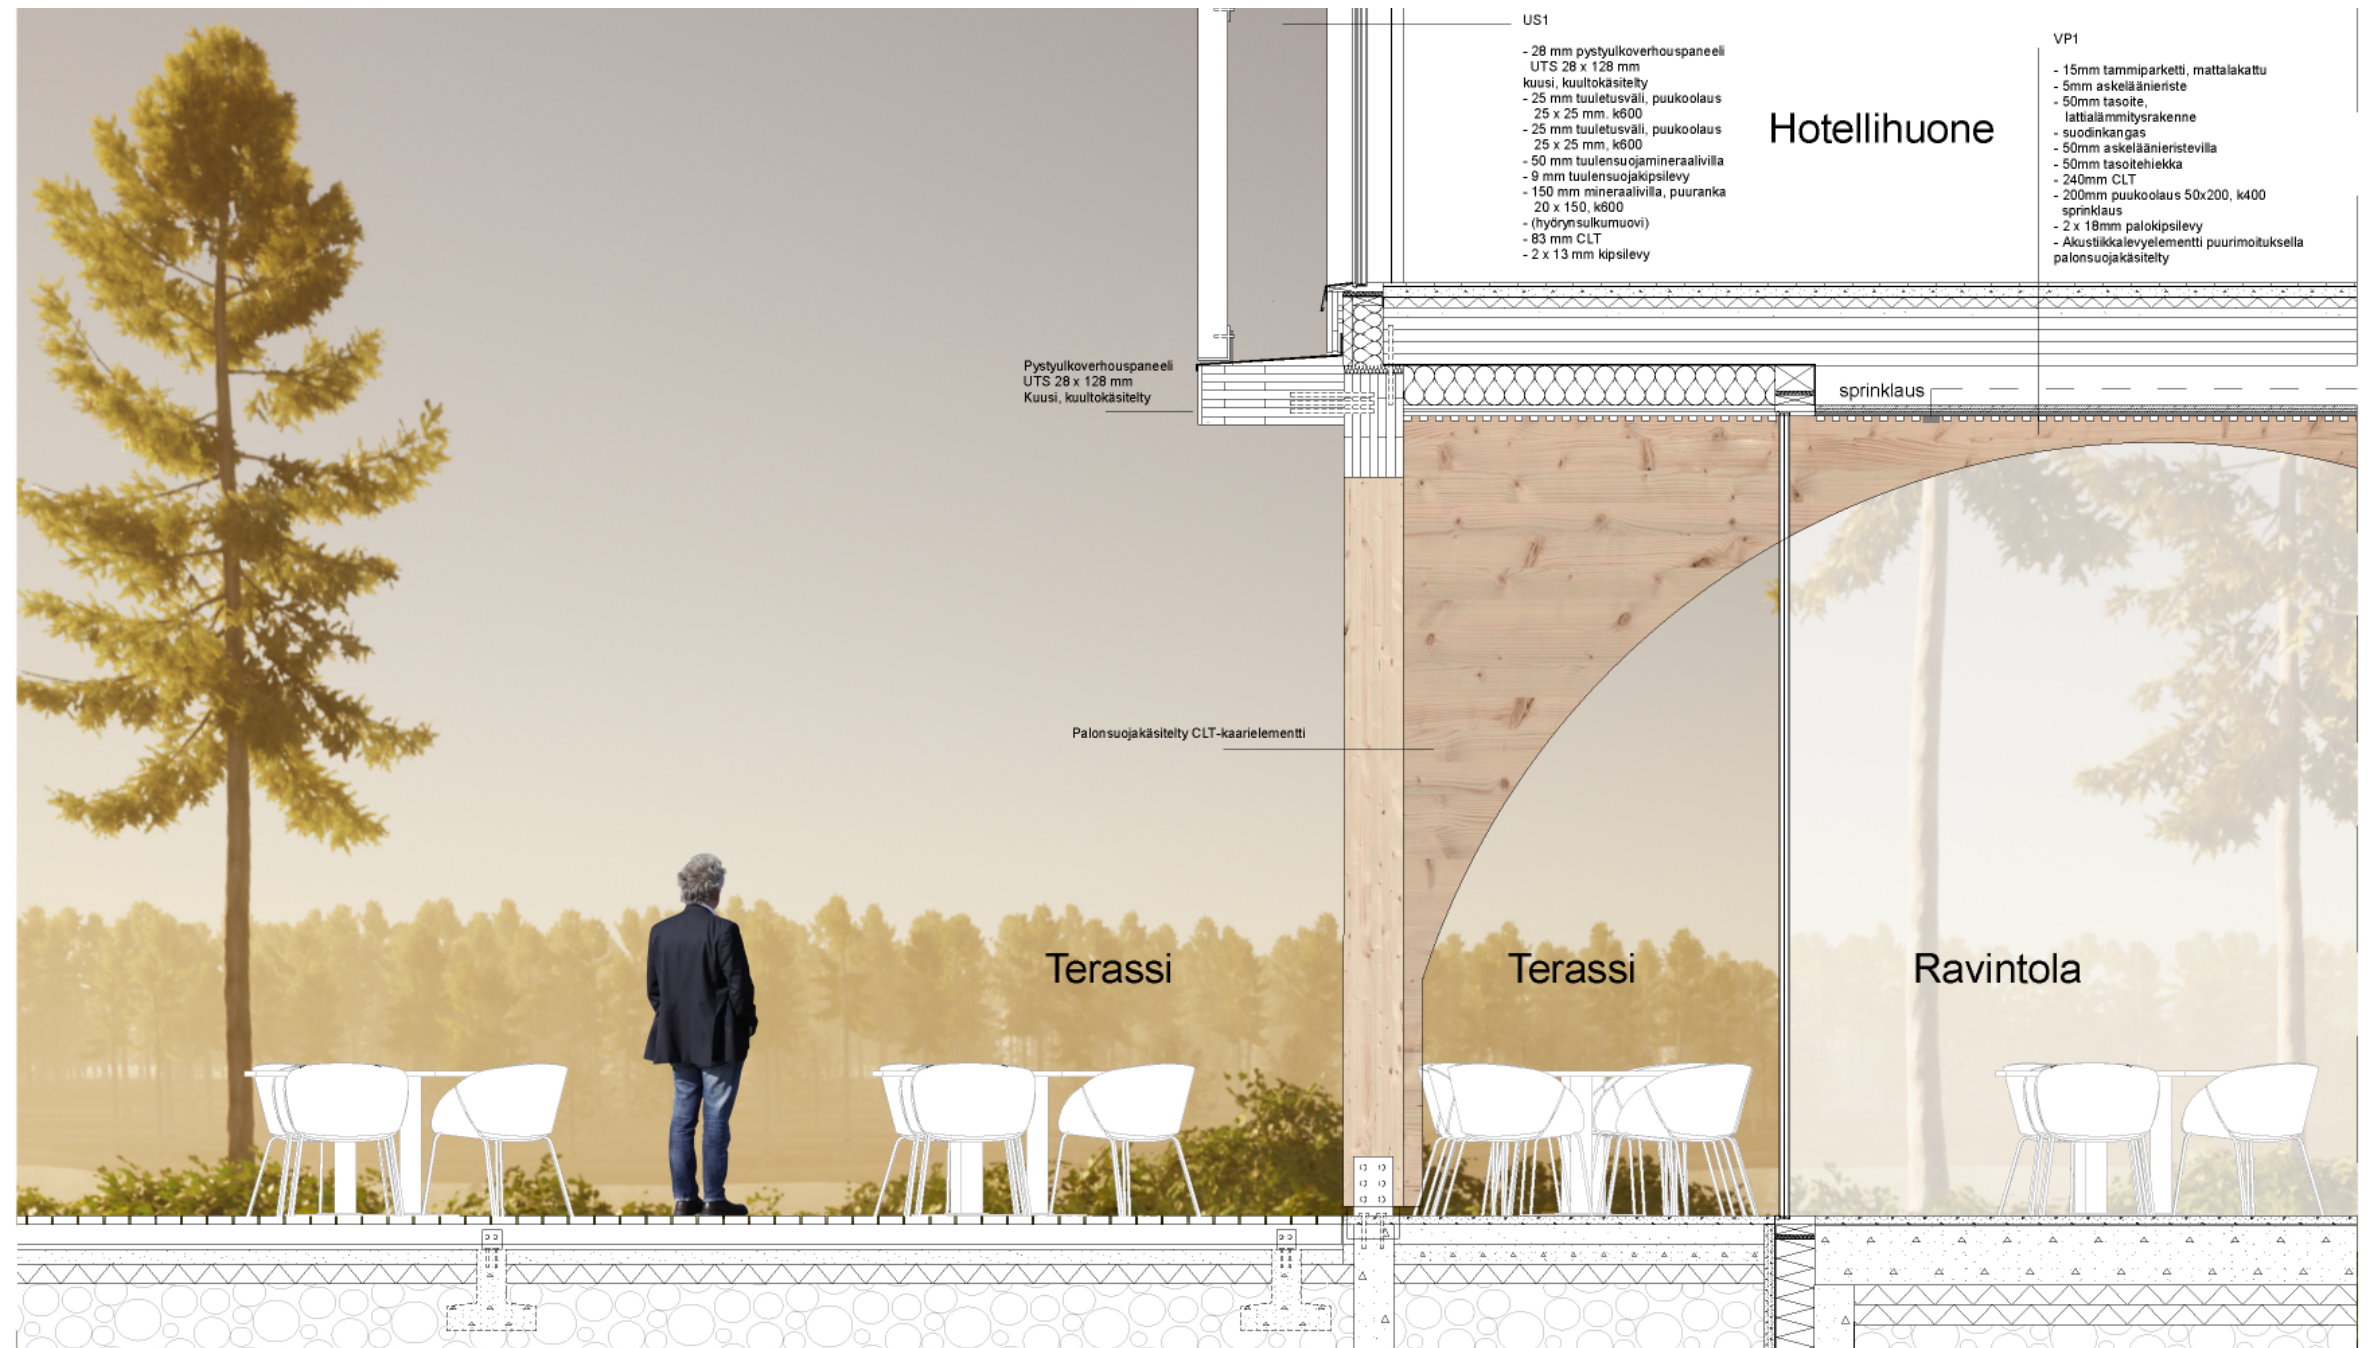 US1
- 28 mm pystyulkoverhouspaneeli
UTS 28 x 128 mm
kuusi, kuultokäsitelty
- 25 mm tuuletusväli, puukoolaus
25 x 25 mm. k600
- 25 mm tuuletusväli, puukoolaus
25 x 25 mm, k600
- 50 mm tuulensuojamineraalivilla
- 9 mm tuulensuojakipsilevy
- 150 mm mineraalivilla, puuranka
20 x 150, k600
- (hyörynsulkumuovi)
- 83 mm CLT
- 2 x 13 mm kipsilevy
Hotellihuone
VP1
- 15mm tammiparketti, mattalakattu
- 5mm askeläänieriste
- 50mm tasoite,
lattialämmitysrakenne
- suodinkangas
- 50mm askeläänieristevilla
- 50mm tasoitehiekka
- 240mm CLT
- 200mm puukoolaus 50x200, k400
sprinklaus
- 2 x 18mm palokipsilevy
- Akustiikkalevyelementti puurimoituksella
palonsuojakäsitelty
Pystyulkoverhouspaneeli
UTS 28 x 128 mm
Kuusi, kuultokäsitelty
sprinklaus
Palonsuojakäsitelty CLT-kaarielementti
Terassi
Terassi
Ravintola